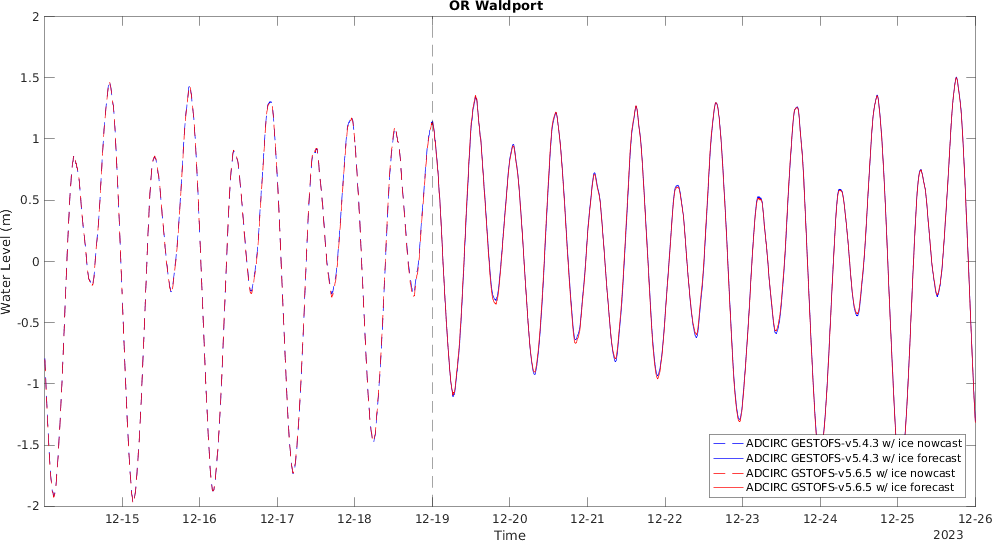 OR Waldport
2
1.5
1
0.5
0
-0.5
-1
-1.5
-2
Water Level (m)
ADCIRC GESTOFS-v5.4.3 w/ ice nowcast
ADCIRC GESTOFS-v5.4.3 w/ ice forecast
ADCIRC GSTOFS-v5.6.5 w/ ice nowcast
ADCIRC GSTOFS-v5.6.5 w/ ice forecast
12-15 12-16 12-17 12-18 12-19 12-20 12-21 12-22 12-23 12-24 12-25 12-26
Time
2023